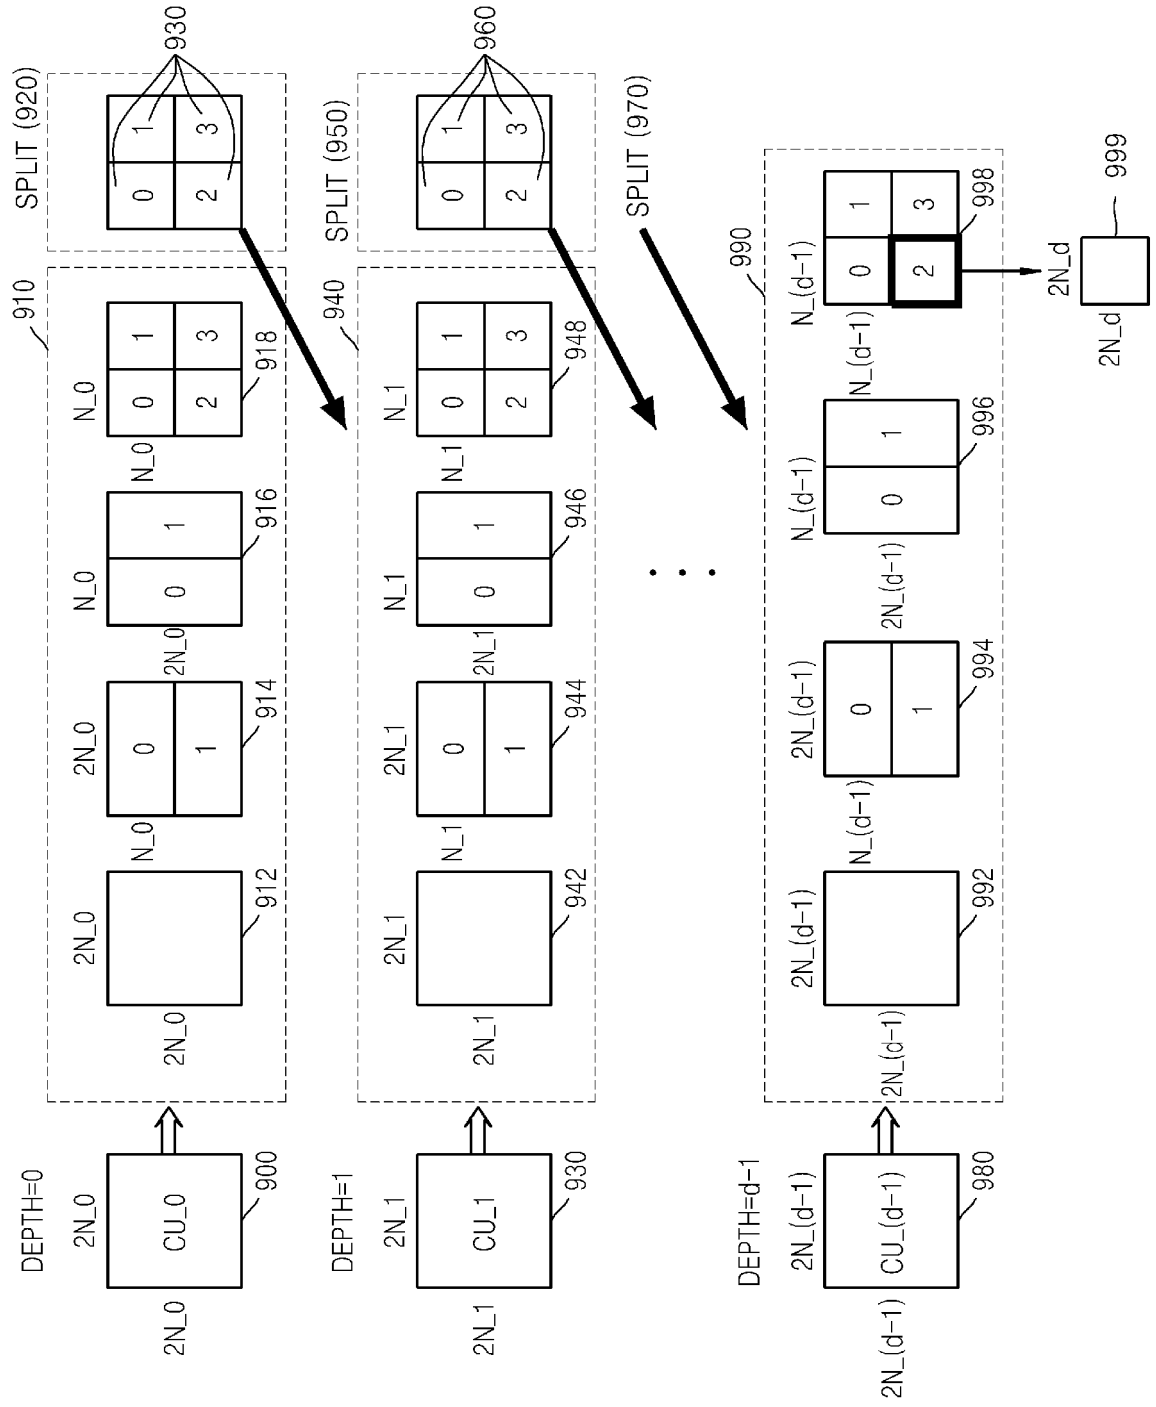 DEPTH=0
2N_0
2N_0
CU_0
900
910
2N_0
2N_0
912
2N_0
N_0
0
1
914
N_0
2N_0
0
1
916
N_0
N_0
0
1
2
3
918
SPLIT (920)
0
1
2
3
930
DEPTH=1
2N_1
2N_1
CU_1
930
940
2N_1
2N_1
942
2N_1
N_1
0
1
944
N_1
2N_1
0
1
946
N_1
N_1
0
1
2
3
948
SPLIT (950)
0
1
2
3
960
SPLIT (970)
DEPTH=d-1
2N_(d-1)
2N_(d-1)
CU_(d-1)
980
990
2N_(d-1)
2N_(d-1)
992
2N_(d-1)
N_(d-1)
0
1
994
N_(d-1)
2N_(d-1)
0
1
996
N_(d-1)
N_(d-1)
0
1
2
3
998
2N_d
2N_d
999